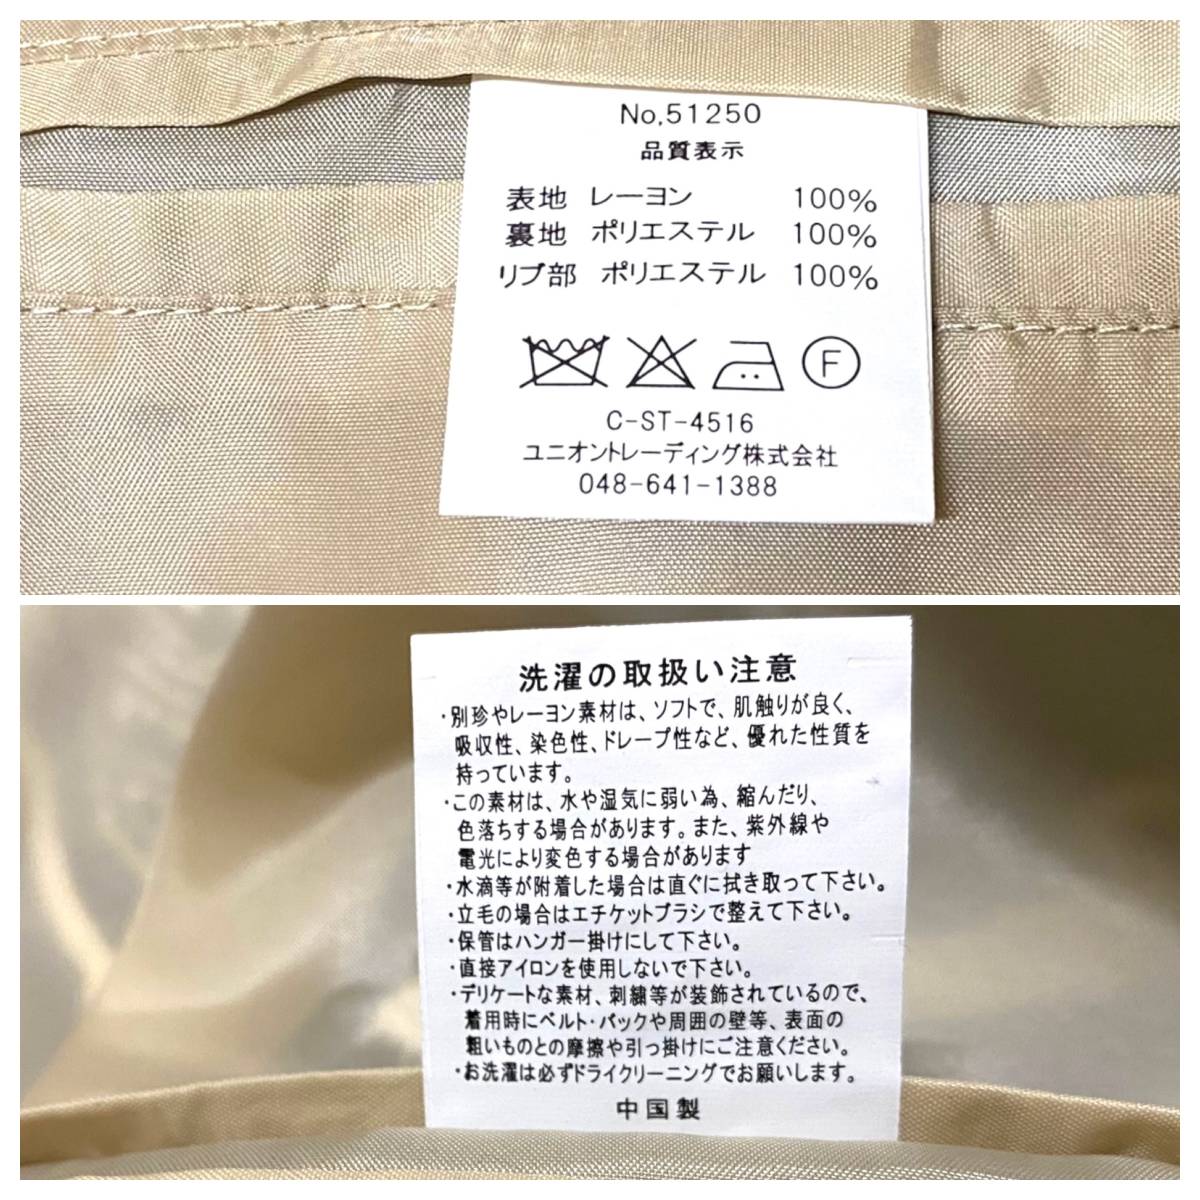 No,51250
品質表示
表地 レーヨン 100%
裏地 ポリエステル 100%
リブ部 ポリエステル 100%
F
C-ST-4516
ユニオントレーディング株式会社
048-641-1388
洗濯の取扱い注意
・別珍やレーヨン素材は、ソフトで、肌触りが良く、
吸収性、染色性、ドレープ性など、優れた性質を
持っています。
・この素材は、水や湿気に弱い為、縮んだり、
色落ちする場合があります。また、紫外線や
電光により変色する場合があります
・水滴等が附着した場合は直ぐに拭き取って下さい。
・立毛の場合はエチケットブラシで整えて下さい。
・保管はハンガー掛けにして下さい。
・直接アイロンを使用しないで下さい。
・デリケートな素材、刺繍等が装飾されているので、
着用時にベルト・バックや周囲の壁等、表面の
粗いものとの摩擦や引っ掛けにご注意ください。
・お洗濯は必ずドライクリーニングでお願いします。
中国製